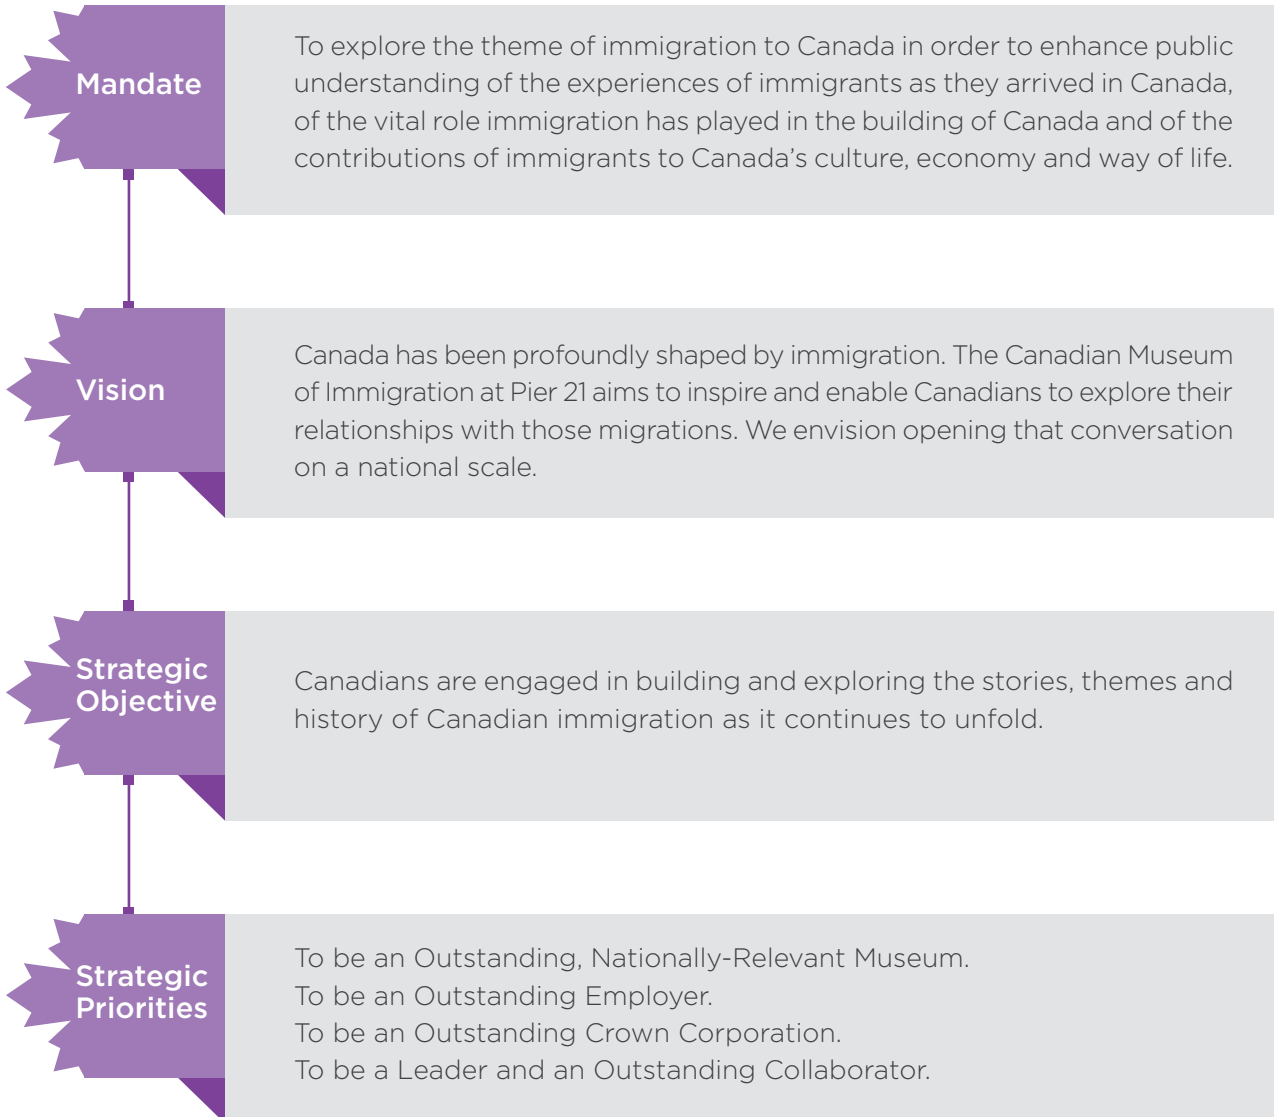 Mandate
To explore the theme of immigration to Canada in order to enhance public
understanding of the experiences of immigrants as they arrived in Canada,
of the vital role immigration has played in the building of Canada and of the
contributions of immigrants to Canada’s culture, economy and way of life.
Vision
Canada has been profoundly shaped by immigration. The Canadian Museum
of Immigration at Pier 21 aims to inspire and enable Canadians to explore their
relationships with those migrations. We envision opening that conversation
on a national scale.
Strategic
Objective
Canadians are engaged in building and exploring the stories, themes and
history of Canadian immigration as it continues to unfold.
Strategic
Priorities
To be an Outstanding, Nationally-Relevant Museum.
To be an Outstanding Employer.
To be an Outstanding Crown Corporation.
To be a Leader and an Outstanding Collaborator.